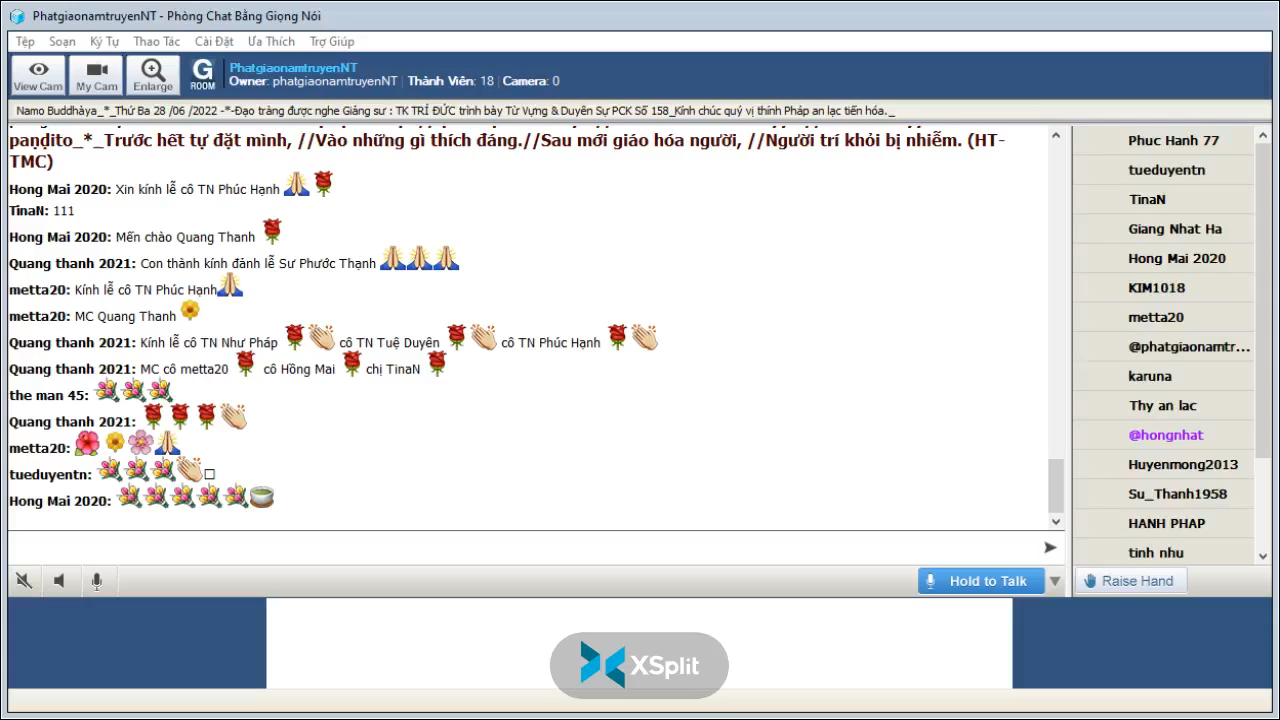 PhatgiaonamtruyenNT - Phòng Chat Bằng Giọng Nói
Tệp Soạn Ký Tự Thao Tác Cài Đặt Ưa Thích Trợ Giúp
View Cam My Cam Enlarge G ROOM
PhatgiaonamtruyenNT
Owner: phatgiaonamtruyenNT Thành Viên: 18 Camera: 0
Namo Buddhàya_*_Thứ Ba 28 /06 /2022 -*-Đạo tràng được nghe Giảng sư : TK TRÍ ĐỨC trình bày Từ Vựng & Duyên Sự PCK Số 158_Kính chúc quý vị thính Pháp an lạc tiến hóa._
paṇḍito_*_Trước hết tự đặt mình, //Vào những gì thích đáng.//Sau mới giáo hóa người, //Người trí khỏi bị nhiễm. (HT-
TMC)
Hong Mai 2020: Xin kính lễ cô TN Phúc Hạnh 🙏🌹
TinaN: 111
Hong Mai 2020: Mến chào Quang Thanh 🌹
Quang thanh 2021: Con thành kính đảnh lễ Sư Phước Thạnh 🙏🙏🙏
metta20: Kính lễ cô TN Phúc Hạnh🙏
metta20: MC Quang Thanh 🌼
Quang thanh 2021: Kính lễ cô TN Như Pháp 🌹👏 cô TN Tuệ Duyên 🌹👏 cô TN Phúc Hạnh 🌹👏
Quang thanh 2021: MC cô metta20 🌹 cô Hồng Mai 🌹 chị TinaN 🌹
the man 45: 💐💐💐
Quang thanh 2021: 🌹🌹🌹👏
metta20: 🌺🌼🌸🙏
tueduyentn: 💐💐💐👏□
Hong Mai 2020: 💐💐💐💐💐🍵
Phuc Hanh 77
tueduyentn
TinaN
Giang Nhat Ha
Hong Mai 2020
KIM1018
metta20
@phatgiaonamtr...
karuna
Thy an lac
@hongnhat
Huyenmong2013
Su_Thanh1958
HANH PHAP
tinh nhu
Hold to Talk
Raise Hand
XSplit